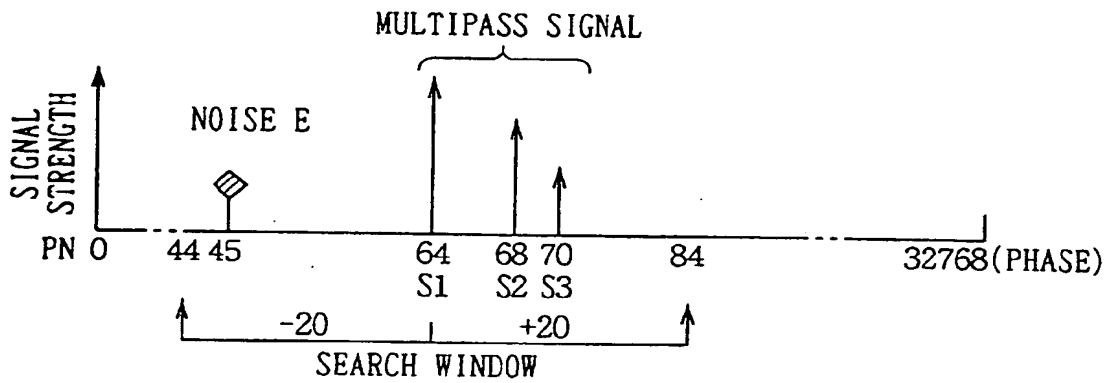 MULTIPASS SIGNAL
SIGNAL
STRENGTH
NOISE E
PN 0 44 45 64 68 70 84 32768(PHASE)
S1 S2 S3
-20 +20
SEARCH WINDOW